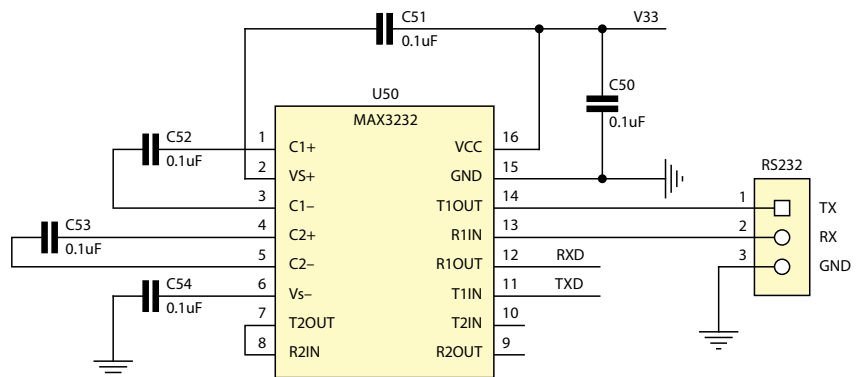 C51
0.1uF
V33
C50
0.1uF
U50
MAX3232
C52
0.1uF
1 C1+ VCC 16
2 VS+ GND 15
3 C1– T1OUT 14
C53
0.1uF
4 C2+ R1IN 13
5 C2– R1OUT 12 RXD
C54
0.1uF
6 Vs– T1IN 11 TXD
7 T2OUT T2IN 10
8 R2IN R2OUT 9
RS232
1 TX
2 RX
3 GND